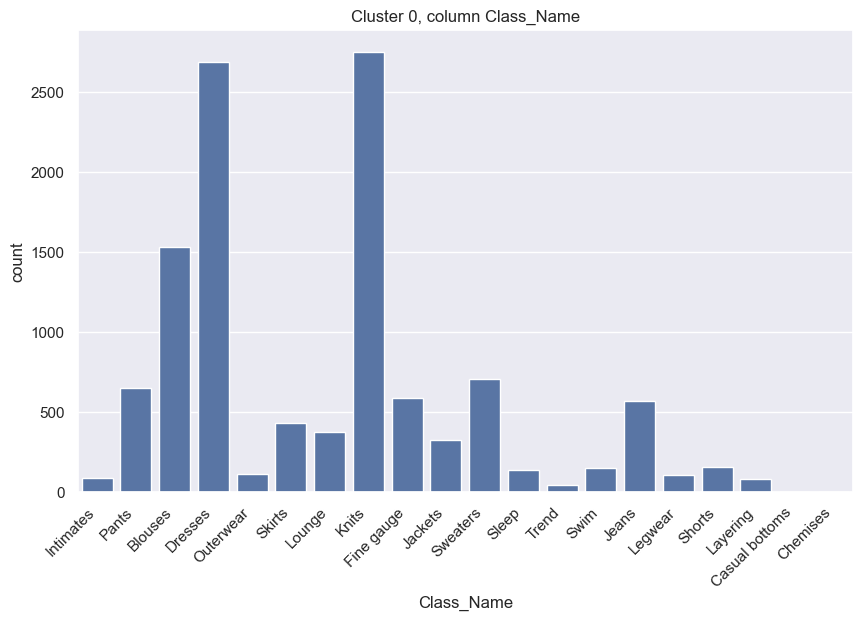 Cluster 0, column Class_Name
count
2500
2000
1500
1000
500
0
Intimates
Pants
Blouses
Dresses
Outerwear
Skirts
Lounge
Knits
Fine gauge
Jackets
Sweaters
Sleep
Trend
Swim
Jeans
Legwear
Shorts
Layering
Casual bottoms
Chemises
Class_Name